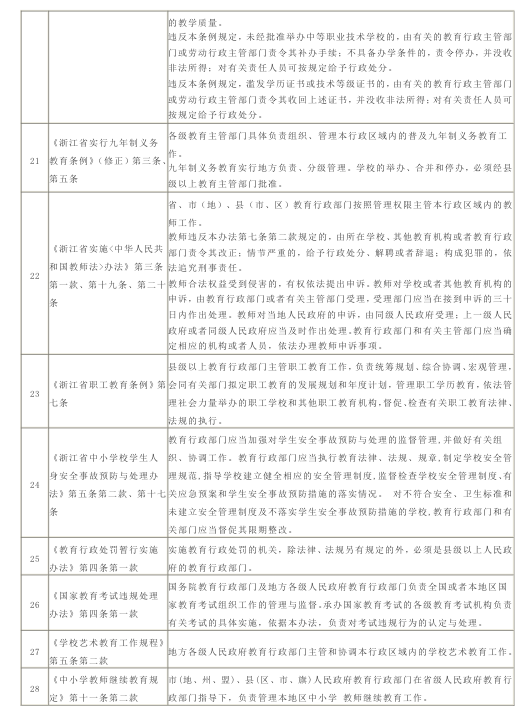 的教学质量。
违反本条例规定，未经批准举办中等职业技术学校的，由有关的教育行政主管部
门或劳动行政主管部门责令其补办手续；不具备办学条件的，责令停办，并没收
非法所得；对有关责任人员可按规定给予行政处分。
违反本条例规定，滥发学历证书或技术等级证书的，由有关的教育行政主管部门
或劳动行政主管部门责令其收回上述证书，并没收非法所得；对有关责任人员可
按规定给予行政处分。
21
《浙江省实行九年制义务
教育条例》（修正）第三条、
第五条
各级教育主管部门具体负责组织、管理本行政区域内的普及九年制义务教育工
作。
九年制义务教育实行地方负责、分级管理。学校的举办、合并和停办，必须经县
级以上教育主管部门批准。
22
《浙江省实施<中华人民共
和国教师法>办法》第三条
第一款、第十九条、第二十
条
省、市（地）、县（市、区）教育行政部门按照管理权限主管本行政区域内的教
师工作。
教师违反本办法第七条第二款规定的，由所在学校、其他教育机构或者教育行政
部门责令其改正；情节严重的，给予行政处分、解聘或者辞退；构成犯罪的，依
法追究刑事责任。
教师合法权益受到侵害的，有权依法提出申诉。教师对学校或者其他教育机构的
申诉，由教育行政部门或者有关主管部门受理，受理部门应当在接到申诉的三十
日内作出处理。教师对当地人民政府的申诉，由同级人民政府受理；上一级人民
政府或者同级人民政府应当及时作出处理。教育行政部门和有关主管部门应当确
定相应的机构或者人员，依法办理教师申诉事项。
23
《浙江省职工教育条例》第
七条
县级以上教育行政部门主管职工教育工作，负责统筹规划、综合协调、宏观管理，
会同有关部门拟定职工教育的发展规划和年度计划，管理职工学历教育，依法管
理社会力量举办的职工学校和其他职工教育机构，督促、检查有关职工教育法律、
法规的执行。
24
《浙江省中小学校学生人
身安全事故预防与处理办
法》第五条第二款、第十七
条
教育行政部门应当加强对学生安全事故预防与处理的监督管理,并做好有关组
织、协调工作。教育行政部门应当执行教育法律、法规、规章,制定学校安全管
理规范,指导学校建立健全相应的安全管理制度,监督检查学校安全管理制度、有
关应急预案和学生安全事故预防措施的落实情况。 对不符合安全、卫生标准和
未建立安全管理制度及不落实学生安全事故预防措施的学校,教育行政部门和有
关部门应当督促其限期整改。
25
《教育行政处罚暂行实施
办法》第四条第一款
实施教育行政处罚的机关，除法律、法规另有规定的外，必须是县级以上人民政
府的教育行政部门。
26
《国家教育考试违规处理
办法》第四条第一款
国务院教育行政部门及地方各级人民政府教育行政部门负责全国或者本地区国
家教育考试组织工作的管理与监督。承办国家教育考试的各级教育考试机构负责
有关考试的具体实施，依据本办法，负责对考试违规行为的认定与处理。
27
《学校艺术教育工作规程》
第五条第二款
地方各级人民政府教育行政部门主管和协调本行政区域内的学校艺术教育工作。
28
《中小学教师继续教育规
定》第十一条第二款
市（地、州、盟）、县（区、市、旗）人民政府教育行政部门在省级人民政府教育行
政部门指导下，负责管理本地区中小学 教师继续教育工作。